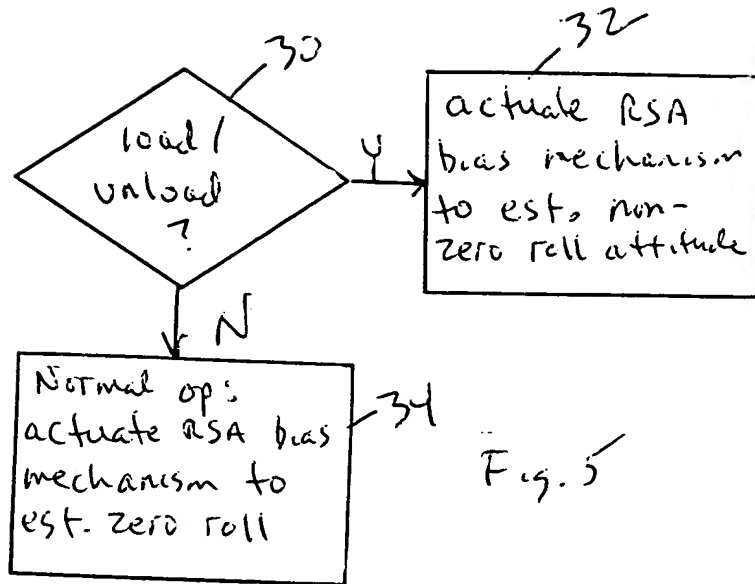 30
load/
unload
?
Y
32
actuate RSA
bias mechanism
to est. non-
zero roll attitude
N
34
Normal op:
actuate RSA bias
mechanism to
est. zero roll
Fig. 5